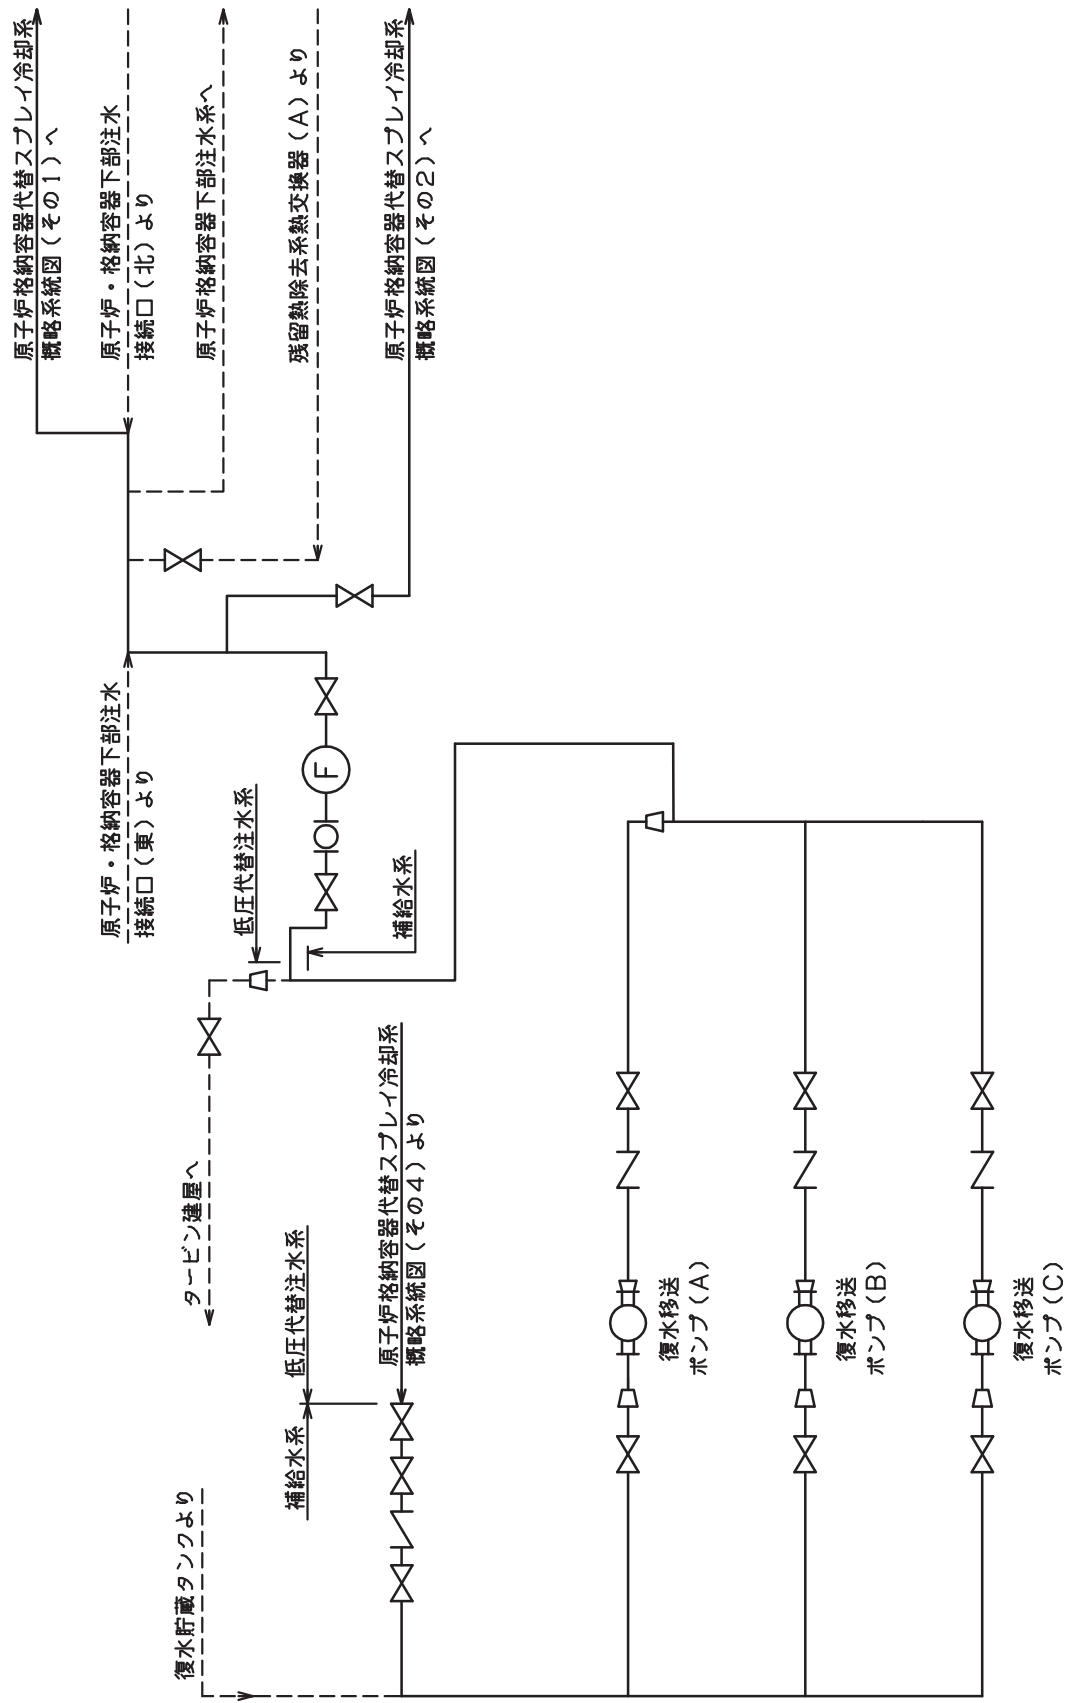 原子炉格納容器代替スプレイ冷却系
概略系統図(その1)へ
原子炉・格納容器下部注水
接続口(北)より
原子炉格納容器下部注水系へ
残留熱除去系熱交換器(A)より
原子炉格納容器代替スプレイ冷却系
概略系統図(その2)へ
原子炉・格納容器下部注水
接続口(東)より
低圧代替注水系
F
補給水系
タービン建屋へ
低圧代替注水系
補給水系
原子炉格納容器代替スプレイ冷却系
概略系統図(その4)より
復水貯蔵タンクより
復水移送
ポンプ(A)
復水移送
ポンプ(B)
復水移送
ポンプ(C)